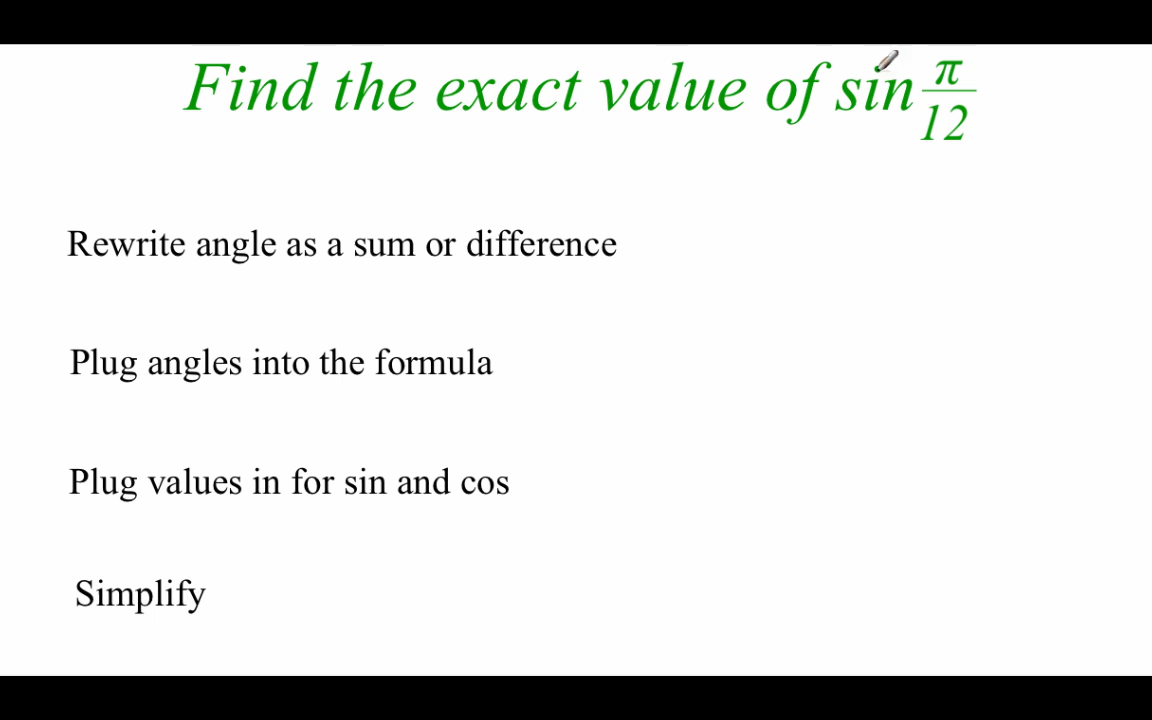 Find the exact value of sin π/12
Rewrite angle as a sum or difference
Plug angles into the formula
Plug values in for sin and cos
Simplify